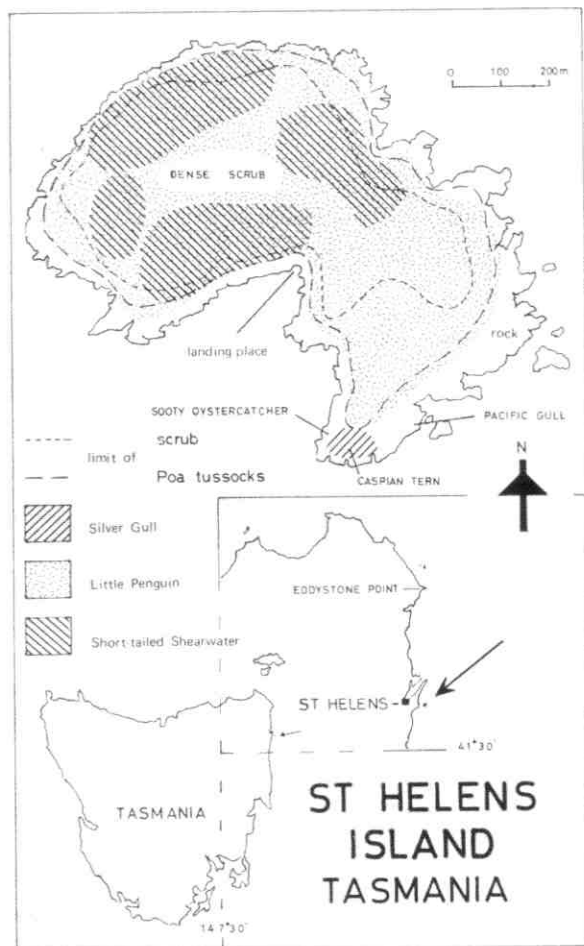 0 100 200 m
DENSE SCRUB
landing place
rock
SOOTY OYSTERCATCHER
PACIFIC GULL
CASPIAN TERN
scrub
limit of
Poa tussocks
N
Silver Gull
Little Penguin
Short-tailed Shearwater
EDDYSTONE POINT
ST HELENS
41°30'
TASMANIA
147°30'
ST HELENS
ISLAND
TASMANIA